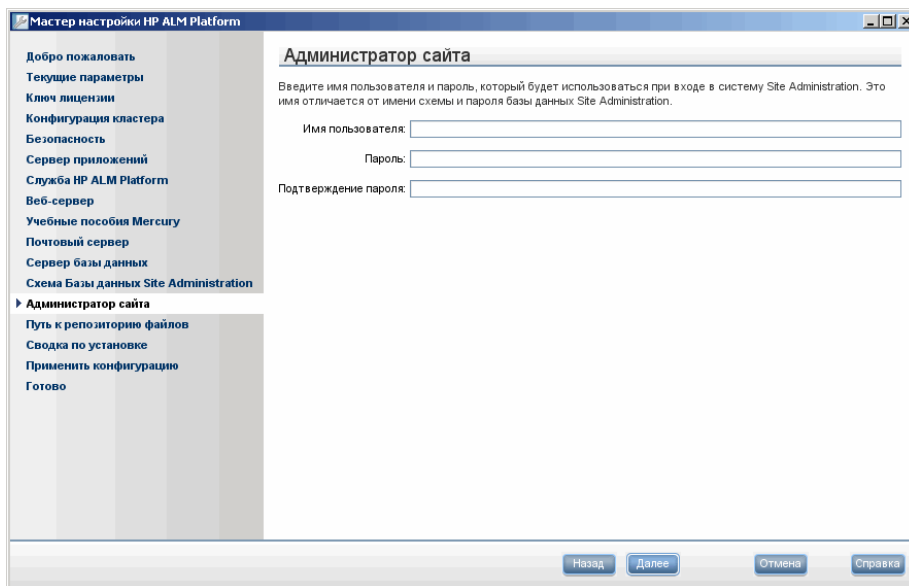 Мастер настройки HP ALM Platform
Добро пожаловать
Текущие параметры
Ключ лицензии
Конфигурация кластера
Безопасность
Сервер приложений
Служба HP ALM Platform
Веб-сервер
Учебные пособия Mercury
Почтовый сервер
Сервер базы данных
Схема Базы данных Site Administration
Администратор сайта
Путь к репозиторию файлов
Сводка по установке
Применить конфигурацию
Готово
Администратор сайта
Введите имя пользователя и пароль, который будет использоваться при входе в систему Site Administration. Это
имя отличается от имени схемы и пароля базы данных Site Administration.
Имя пользователя:
Пароль:
Подтверждение пароля:
Назад
Далее
Отмена
Справка